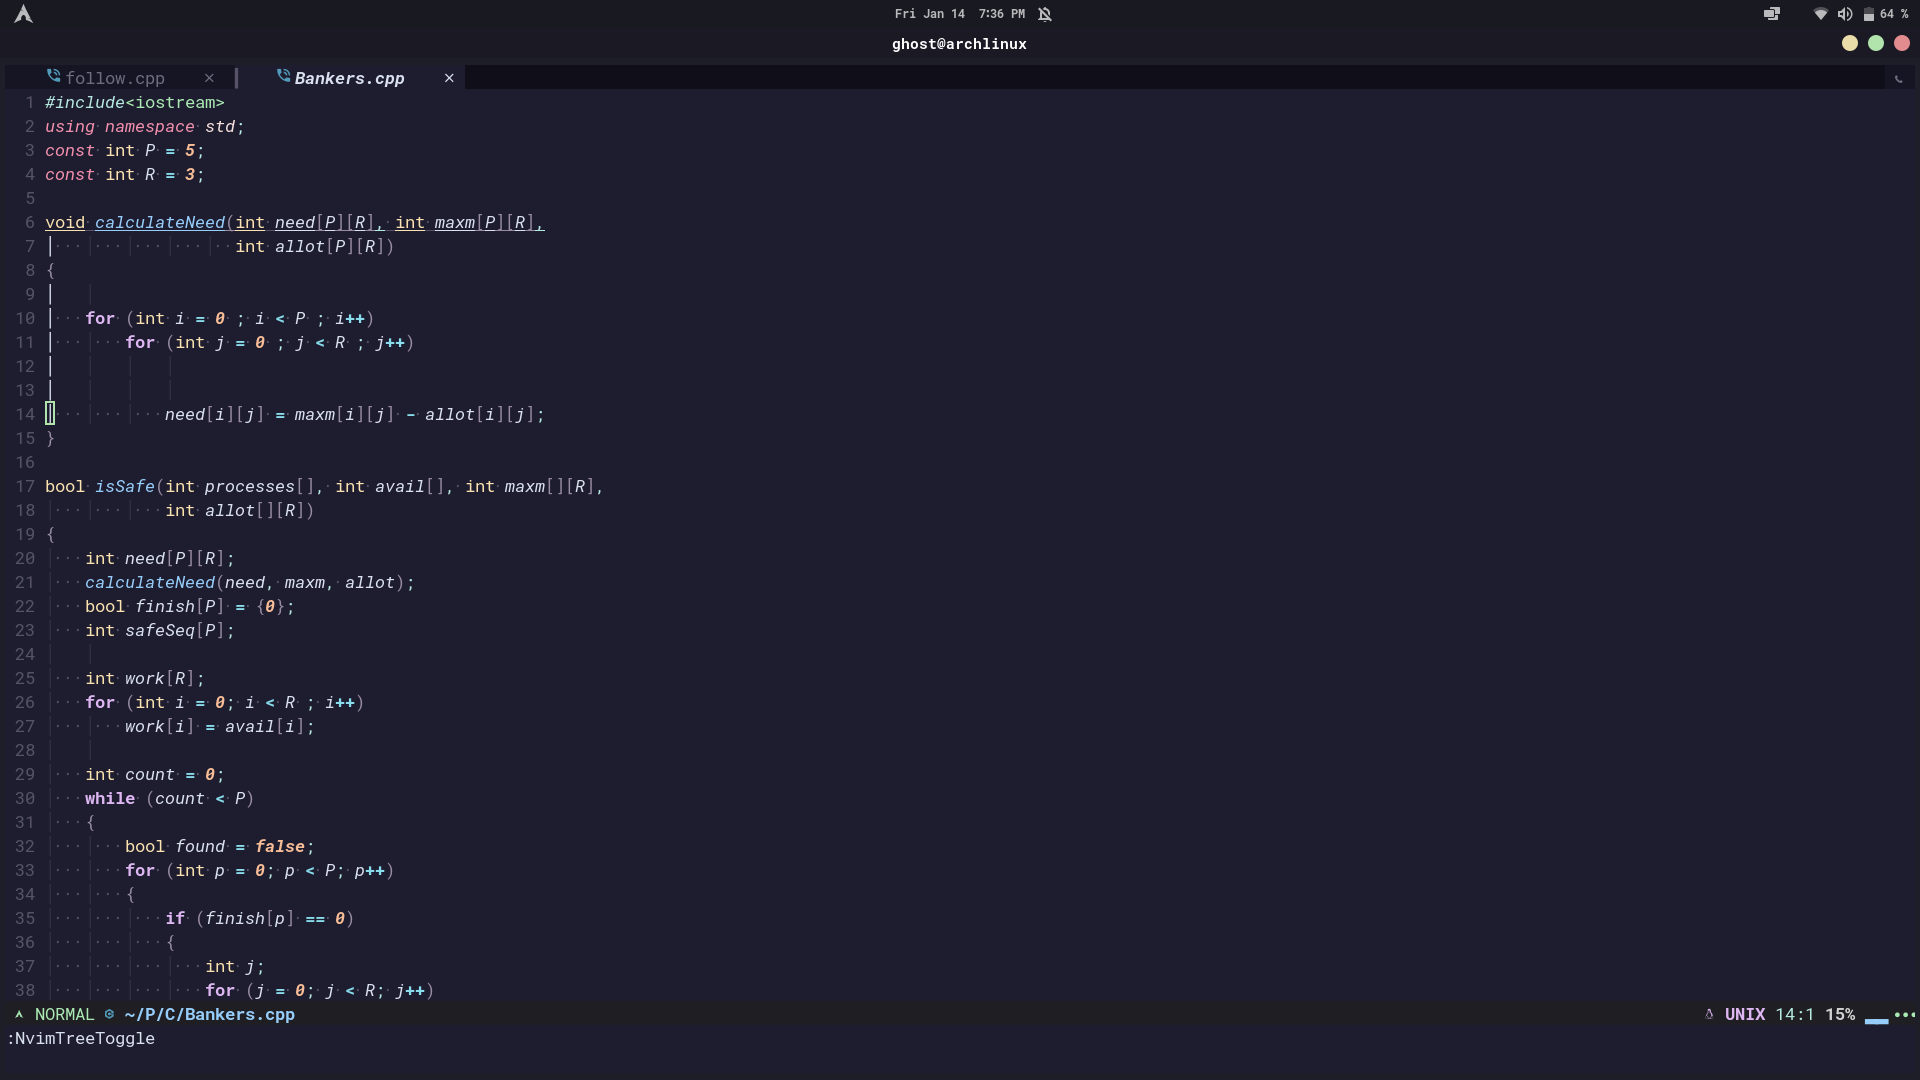 Fri Jan 14  7:36 PM
64 %
ghost@archlinux
follow.cpp × Bankers.cpp ×
1 #include<iostream>
2 using namespace std;
3 const int P = 5;
4 const int R = 3;
5
6 void calculateNeed(int need[P][R], int maxm[P][R],
7                    int allot[P][R])
8 {
9
10     for (int i = 0 ; i < P ; i++)
11         for (int j = 0 ; j < R ; j++)
12
13
14             need[i][j] = maxm[i][j] - allot[i][j];
15 }
16
17 bool isSafe(int processes[], int avail[], int maxm[][R],
18             int allot[][R])
19 {
20     int need[P][R];
21     calculateNeed(need, maxm, allot);
22     bool finish[P] = {0};
23     int safeSeq[P];
24
25     int work[R];
26     for (int i = 0; i < R ; i++)
27         work[i] = avail[i];
28
29     int count = 0;
30     while (count < P)
31     {
32         bool found = false;
33         for (int p = 0; p < P; p++)
34         {
35             if (finish[p] == 0)
36             {
37                 int j;
38                 for (j = 0; j < R; j++)
NORMAL ~/P/C/Bankers.cpp UNIX 14:1 15%
:NvimTreeToggle